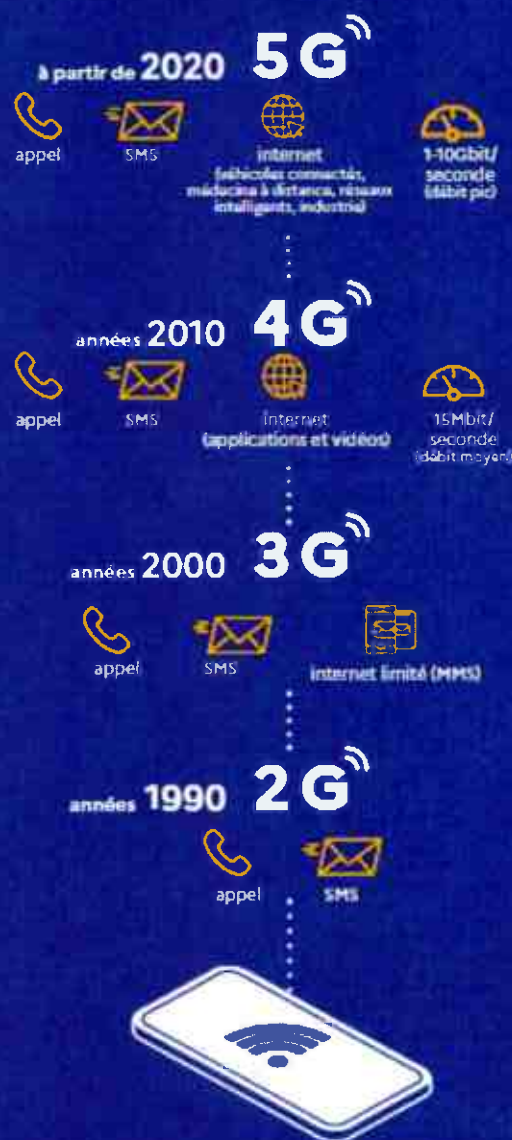 à partir de 2020 5G
appel
SMS
internet
(véhicules connectés,
médecine à distance, réseaux
intelligents, industrie)
1-10Gbit/
seconde
(débit pic)
années 2010 4G
appel
SMS
internet
(applications et vidéos)
15Mbit/
seconde
(débit moyen)
années 2000 3G
appel
SMS
internet limité (MMS)
années 1990 2G
appel
SMS